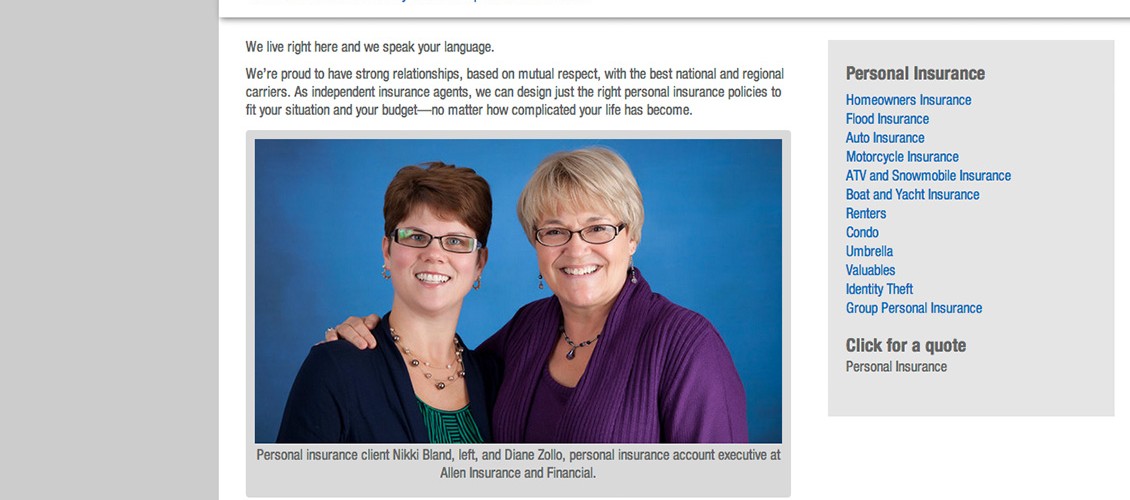 We live right here and we speak your language.
We're proud to have strong relationships, based on mutual respect, with the best national and regional
carriers. As independent insurance agents, we can design just the right personal insurance policies to
fit your situation and your budget—no matter how complicated your life has become.
Personal insurance client Nikki Bland, left, and Diane Zollo, personal insurance account executive at
Allen Insurance and Financial.
Personal Insurance
Homeowners Insurance
Flood Insurance
Auto Insurance
Motorcycle Insurance
ATV and Snowmobile Insurance
Boat and Yacht Insurance
Renters
Condo
Umbrella
Valuables
Identity Theft
Group Personal Insurance
Click for a quote
Personal Insurance